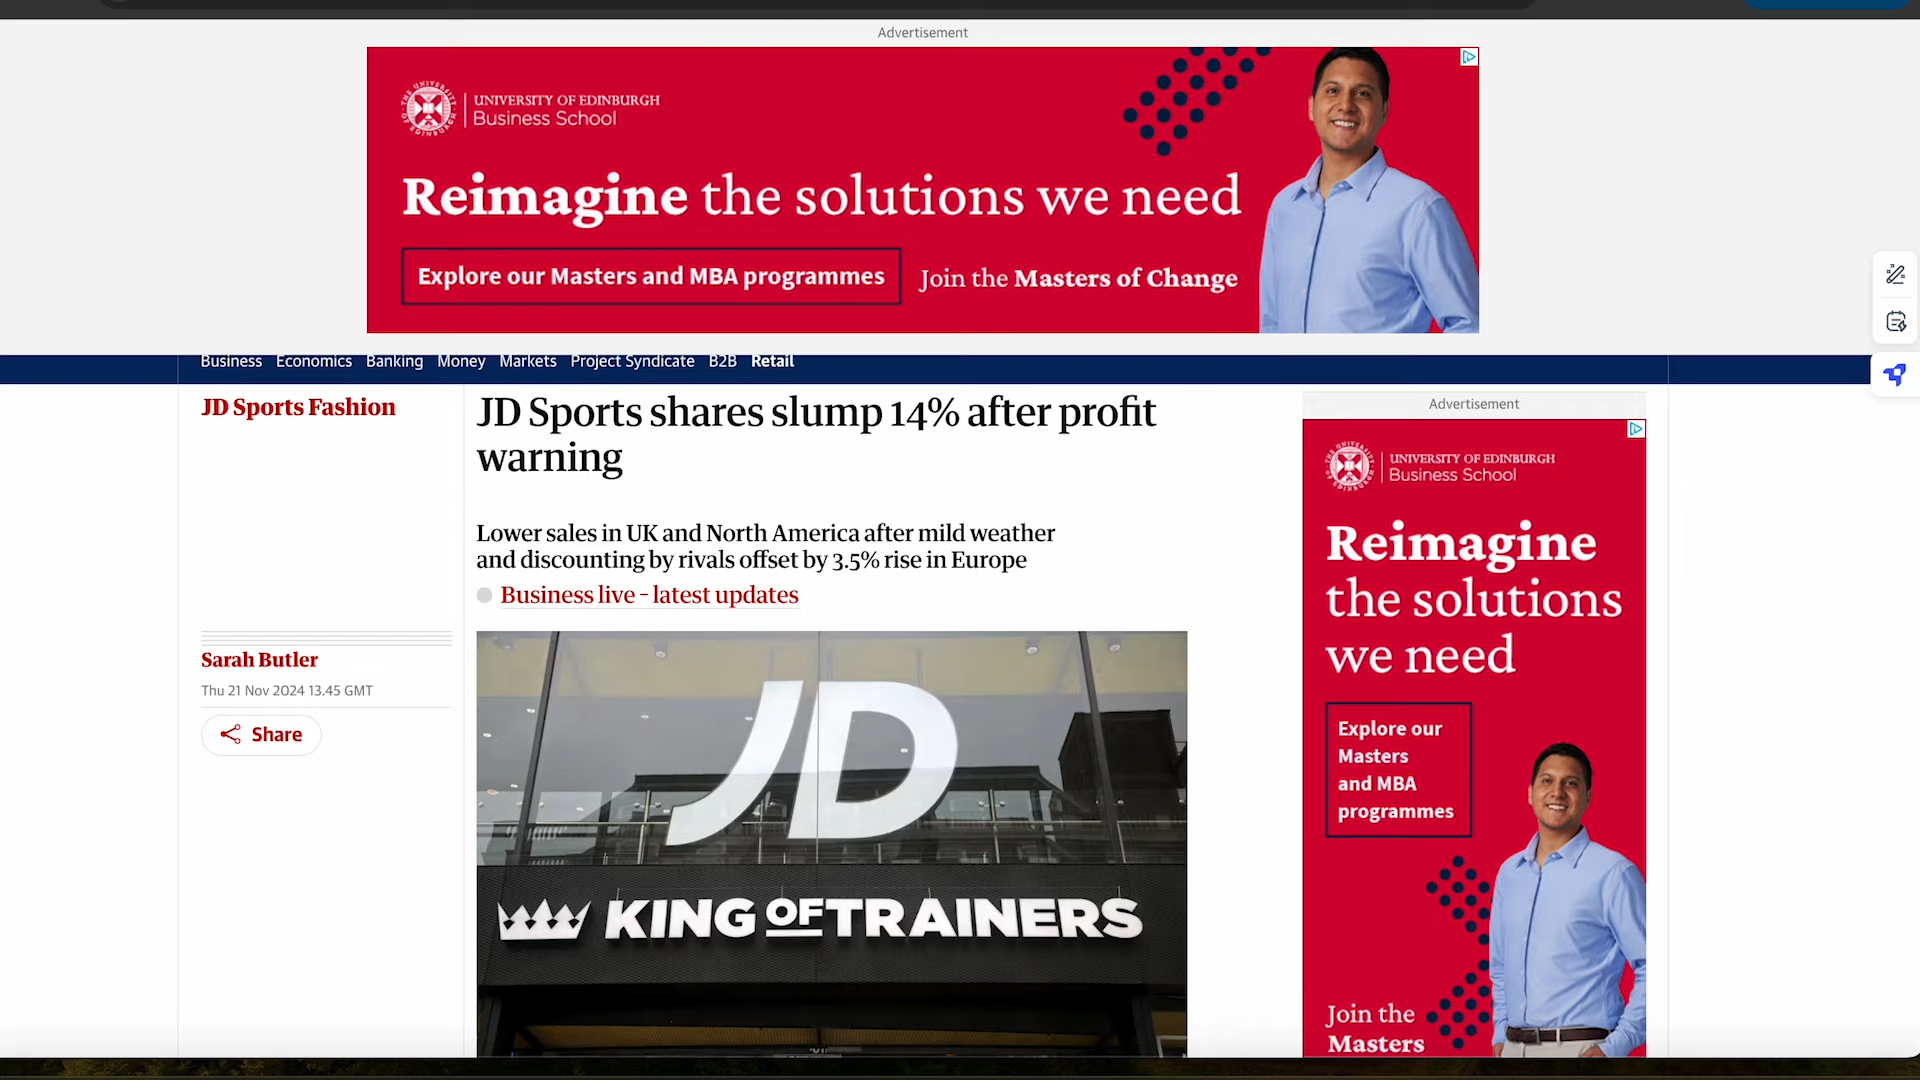 Advertisement
UNIVERSITY OF EDINBURGH
Business School
Reimagine the solutions we need
Explore our Masters and MBA programmes
Join the Masters of Change
Business Economics Banking Money Markets Project Syndicate B2B Retail
JD Sports Fashion
JD Sports shares slump 14% after profit
warning
Lower sales in UK and North America after mild weather
and discounting by rivals offset by 3.5% rise in Europe
Business live – latest updates
Sarah Butler
Thu 21 Nov 2024 13.45 GMT
Share
JD
KING OF TRAINERS
Advertisement
UNIVERSITY OF EDINBURGH
Business School
Reimagine
the solutions
we need
Explore our
Masters
and MBA
programmes
Join the
Masters